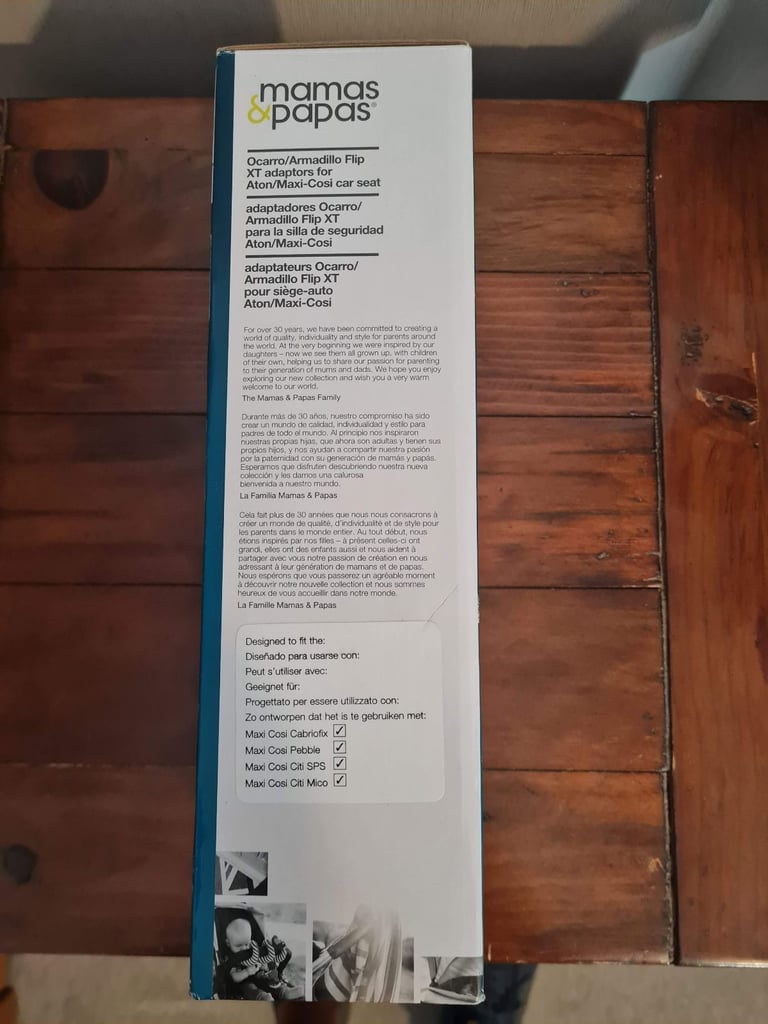 mamas
&papas®
Ocarro/Armadillo Flip
XT adaptors for
Aton/Maxi-Cosi car seat
adaptadores Ocarro/
Armadillo Flip XT
para la silla de seguridad
Aton/Maxi-Cosi
adaptateurs Ocarro/
Armadillo Flip XT
pour siège-auto
Aton/Maxi-Cosi
For over 30 years, we have been committed to creating a
world of quality, individuality and style for parents around
the world. At the very beginning we were inspired by our
daughters – now we see them all grown up, with children
of their own, helping us to share our passion for parenting
to their generation of mums and dads. We hope you enjoy
exploring our new collection and wish you a very warm
welcome to our world.
The Mamas & Papas Family
Durante más de 30 años, nuestro compromiso ha sido
crear un mundo de calidad, individualidad y estilo para
padres de todo el mundo. Al principio nos inspiraron
nuestras propias hijas, que ahora son adultas y tienen sus
propios hijos, y nos ayudan a compartir nuestra pasión
por la paternidad con su generación de mamás y papás.
Esperamos que disfruten descubriendo nuestra nueva
colección y les damos una calurosa
bienvenida a nuestro mundo.
La Familia Mamas & Papas
Cela fait plus de 30 années que nous nous consacrons à
créer un monde de qualité, d'individualité et de style pour
les parents dans le monde entier. Au tout début, nous
étions inspirés par nos filles – à présent celles-ci ont
grandi, elles ont des enfants aussi et nous aident à
partager avec vous notre passion de création en nous
adressant à leur génération de mamans et de papas.
Nous espérons que vous passerez un agréable moment
à découvrir notre nouvelle collection et nous sommes
heureux de vous accueillir dans notre monde.
La Famille Mamas & Papas
Designed to fit the:
Diseñado para usarse con:
Peut s'utiliser avec:
Geeignet für:
Progettato per essere utilizzato con:
Zo ontworpen dat het is te gebruiken met:
Maxi Cosi Cabriofix ✓
Maxi Cosi Pebble ✓
Maxi Cosi Citi SPS ✓
Maxi Cosi Citi Mico ✓